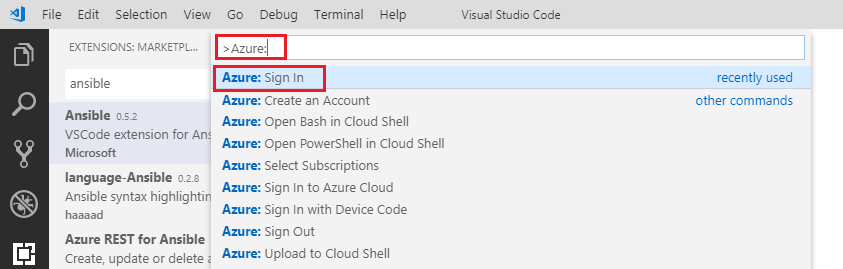 File Edit Selection View Go Debug Terminal Help Visual Studio Code
EXTENSIONS: MARKETPL...
ansible
Ansible 0.5.2
VSCode extension for Ans
Microsoft
language-Ansible 0.2.8
Ansible syntax highlightin
haaaad
Azure REST for Ansible
Create, update or delete a
>Azure:
Azure: Sign In recently used
Azure: Create an Account other commands
Azure: Open Bash in Cloud Shell
Azure: Open PowerShell in Cloud Shell
Azure: Select Subscriptions
Azure: Sign In to Azure Cloud
Azure: Sign In with Device Code
Azure: Sign Out
Azure: Upload to Cloud Shell